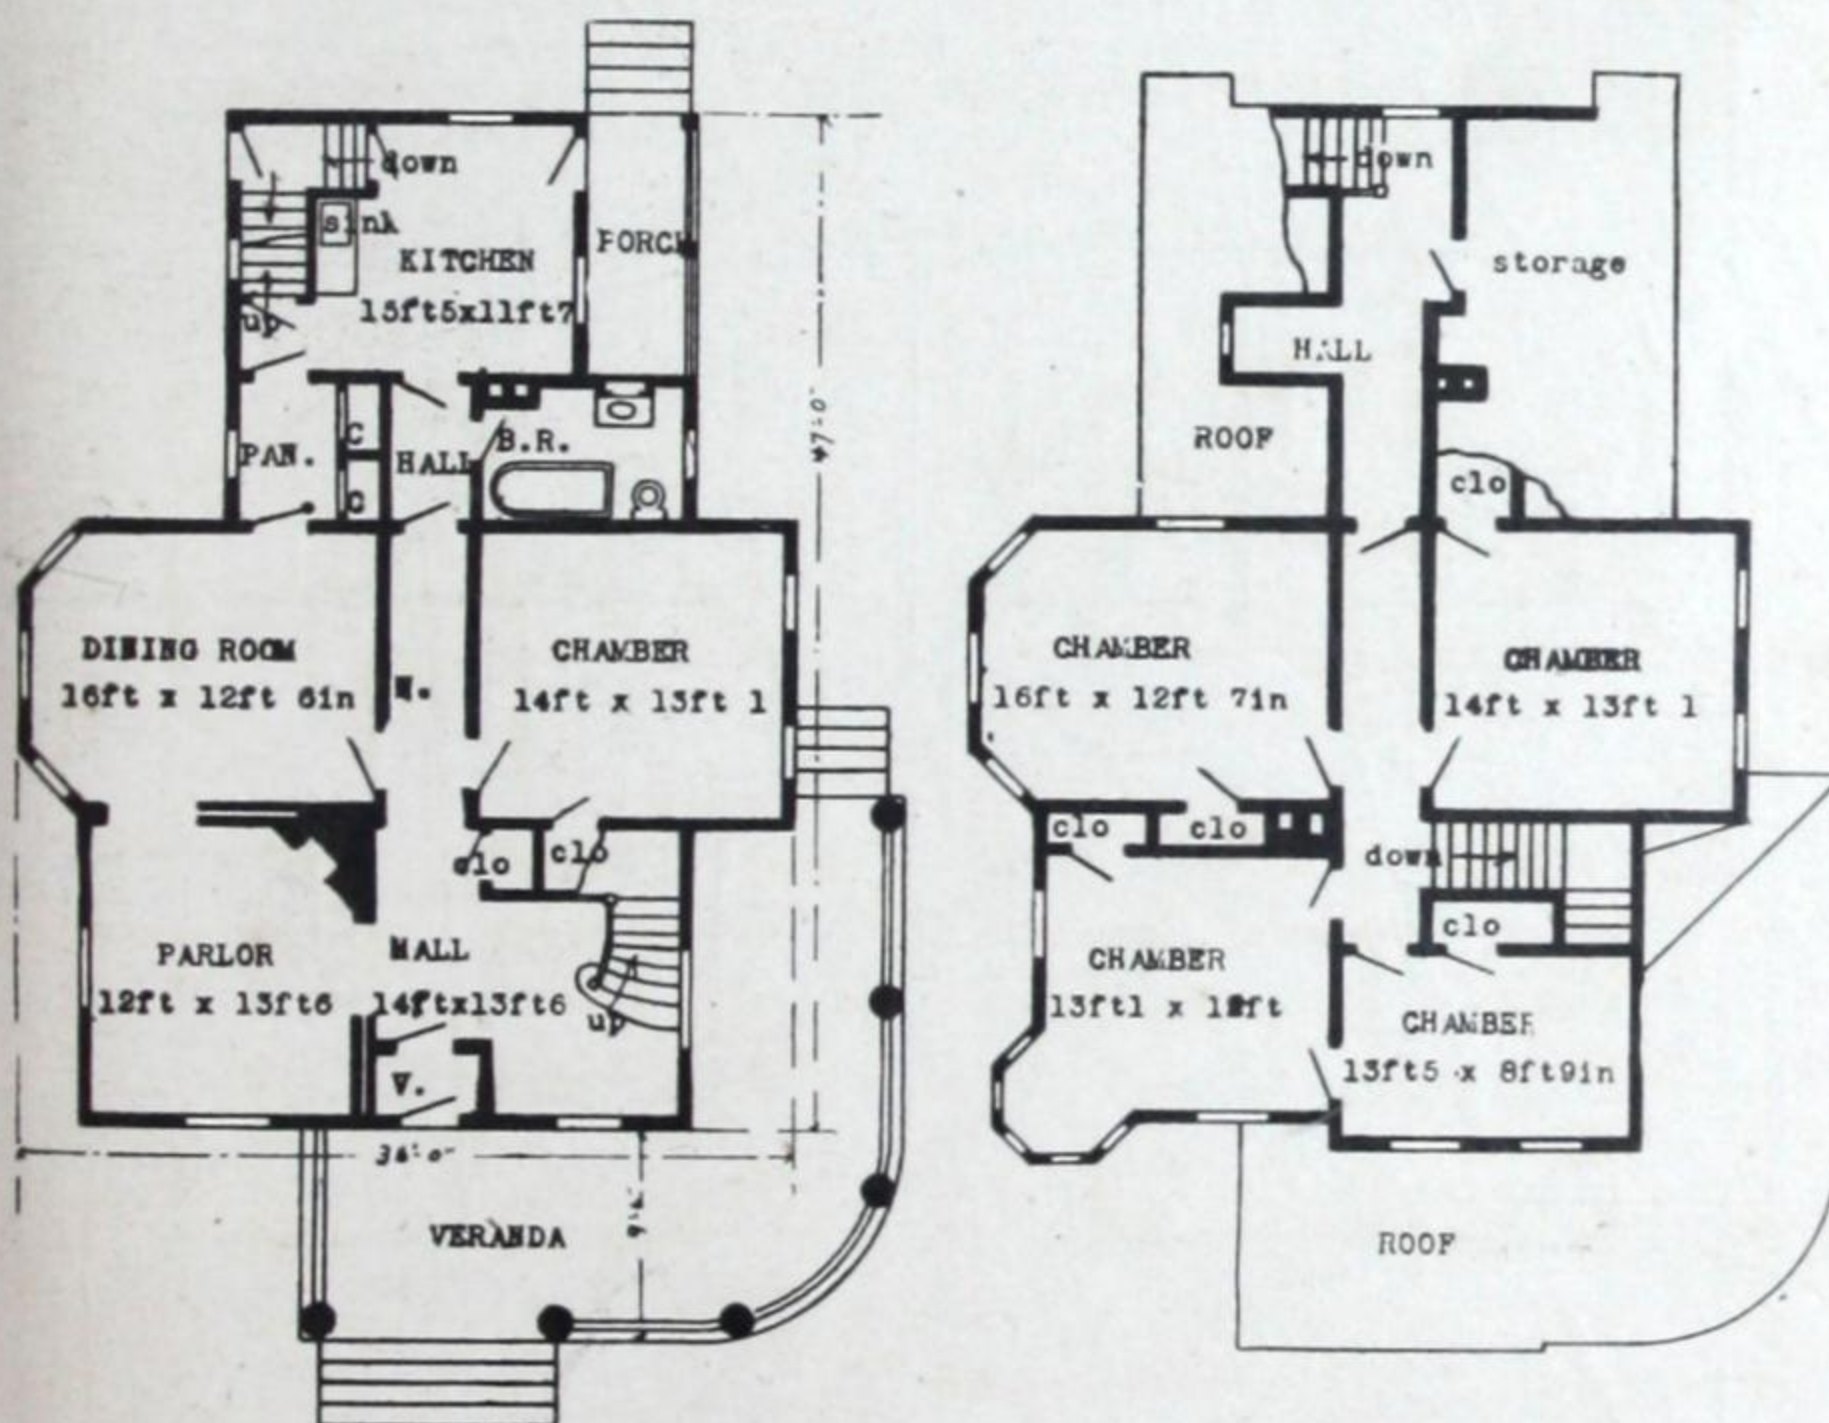 down
sink
KITCHEN
15ft5x11ft7
PORCH
up
PAN.
C
C
HALL
B.R.
47'-0"
DINING ROOM
16ft x 12ft 6in
H.
CHAMBER
14ft x 13ft 1
clo
clo
PARLOR
12ft x 13ft6
HALL
14ftx13ft6
up
V.
VERANDA
down
storage
HALL
ROOF
clo
CHAMBER
16ft x 12ft 7in
CHAMBER
14ft x 13ft 1
clo
clo
down
clo
CHAMBER
13ft1 x 12ft
CHAMBER
13ft5 x 8ft9in
ROOF